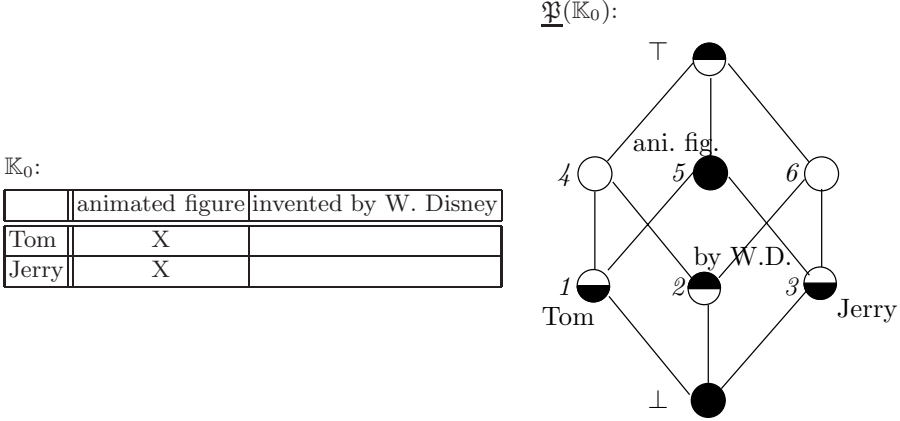 𝕂₀:
animated figure invented by W. Disney
Tom X
Jerry X
𝔓(𝕂₀):
⊤
ani. fig.
4 5 6
by W.D.
1 2 3
Tom Jerry
⊥